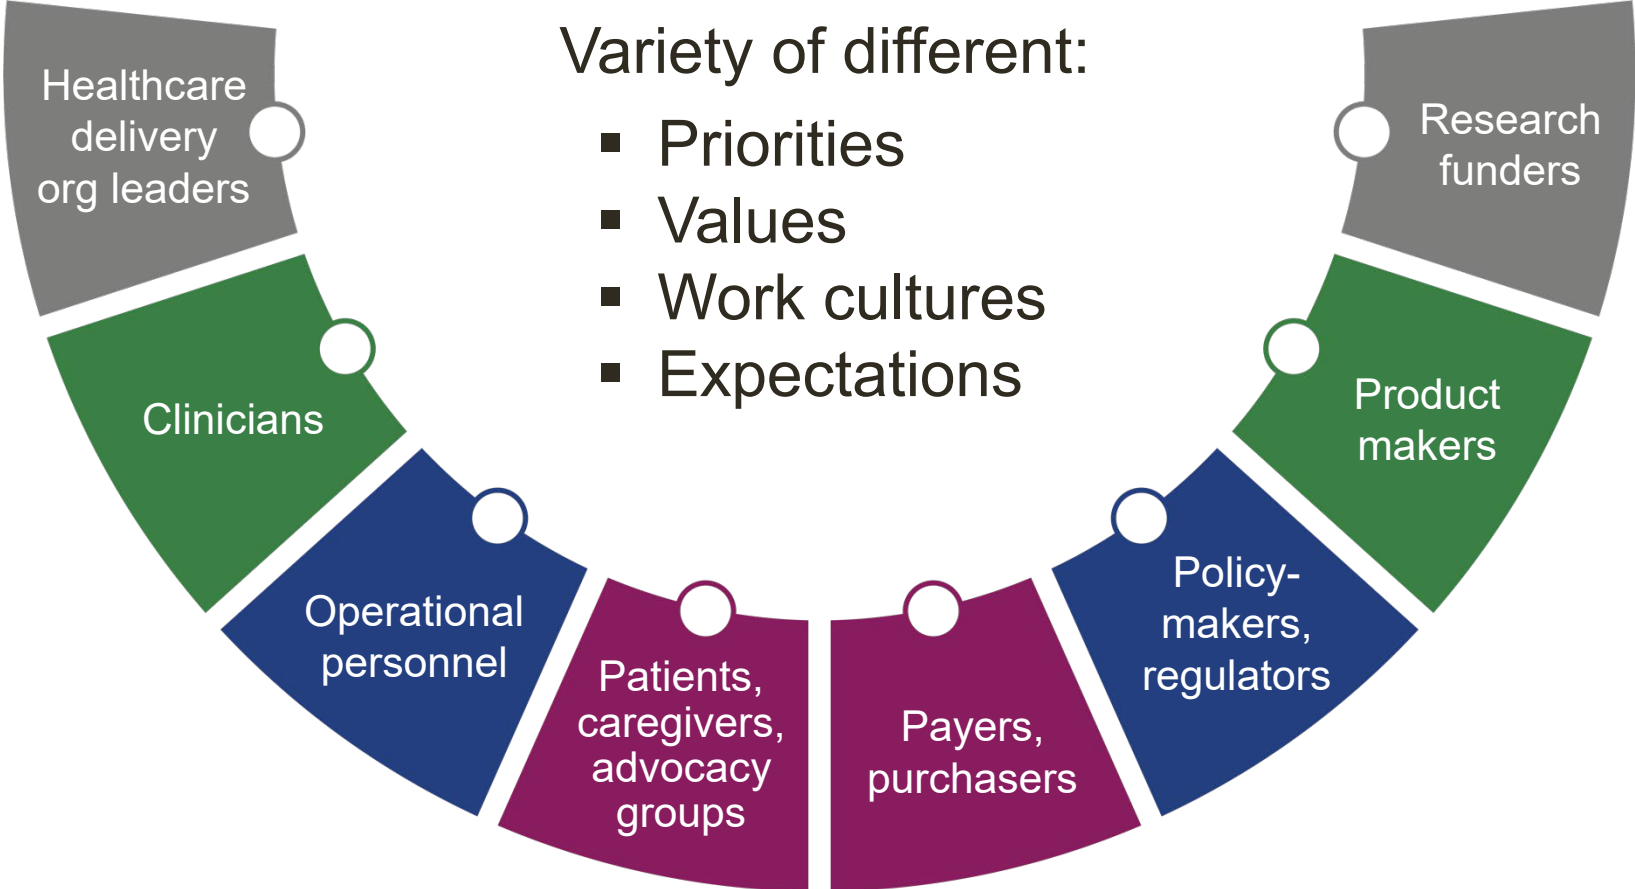 Variety of different:
▪ Priorities
▪ Values
▪ Work cultures
▪ Expectations
Healthcare
delivery
org leaders
Clinicians
Operational
personnel
Patients,
caregivers,
advocacy
groups
Payers,
purchasers
Policy-
makers,
regulators
Product
makers
Research
funders